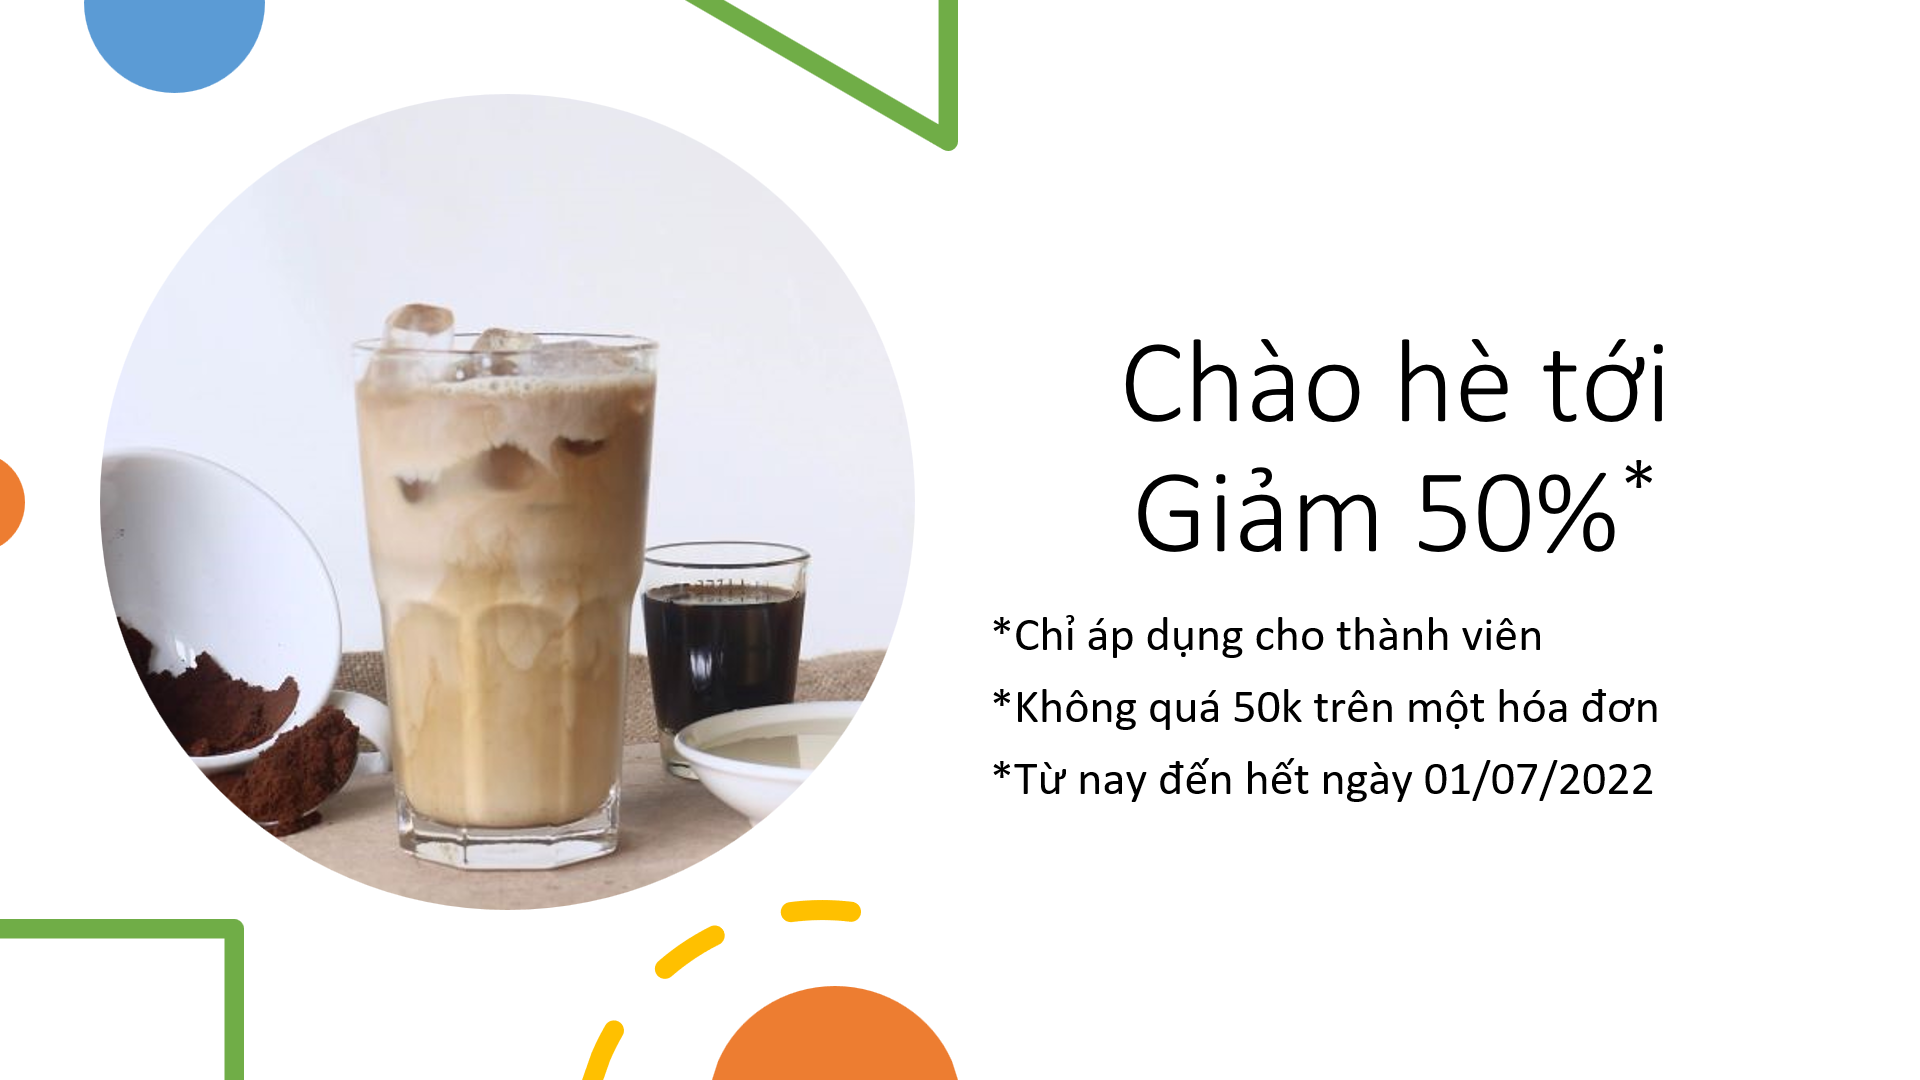 Chào hè tới
Giảm 50%*
*Chỉ áp dụng cho thành viên
*Không quá 50k trên một hóa đơn
*Từ nay đến hết ngày 01/07/2022